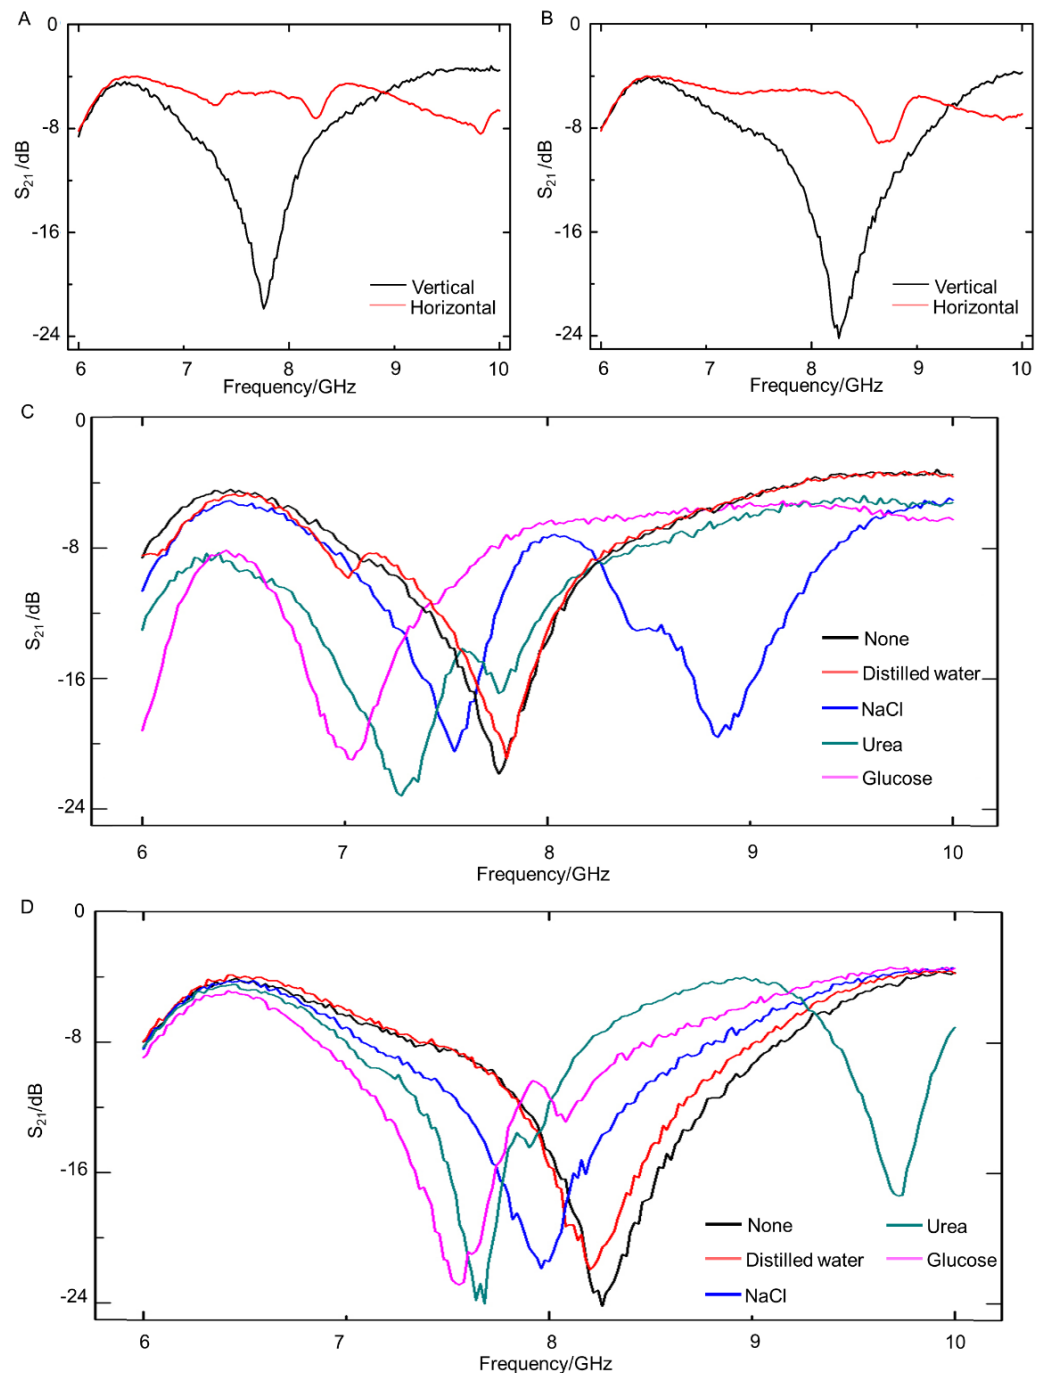 A
B
0
-8
-16
-24
S21/dB
Vertical
Horizontal
6 7 8 9 10
Frequency/GHz
0
-8
-16
-24
S21/dB
Vertical
Horizontal
6 7 8 9 10
Frequency/GHz
C
0
-8
-16
-24
S21/dB
None
Distilled water
NaCl
Urea
Glucose
6 7 8 9 10
Frequency/GHz
D
0
-8
-16
-24
S21/dB
None
Urea
Distilled water
Glucose
NaCl
6 7 8 9 10
Frequency/GHz